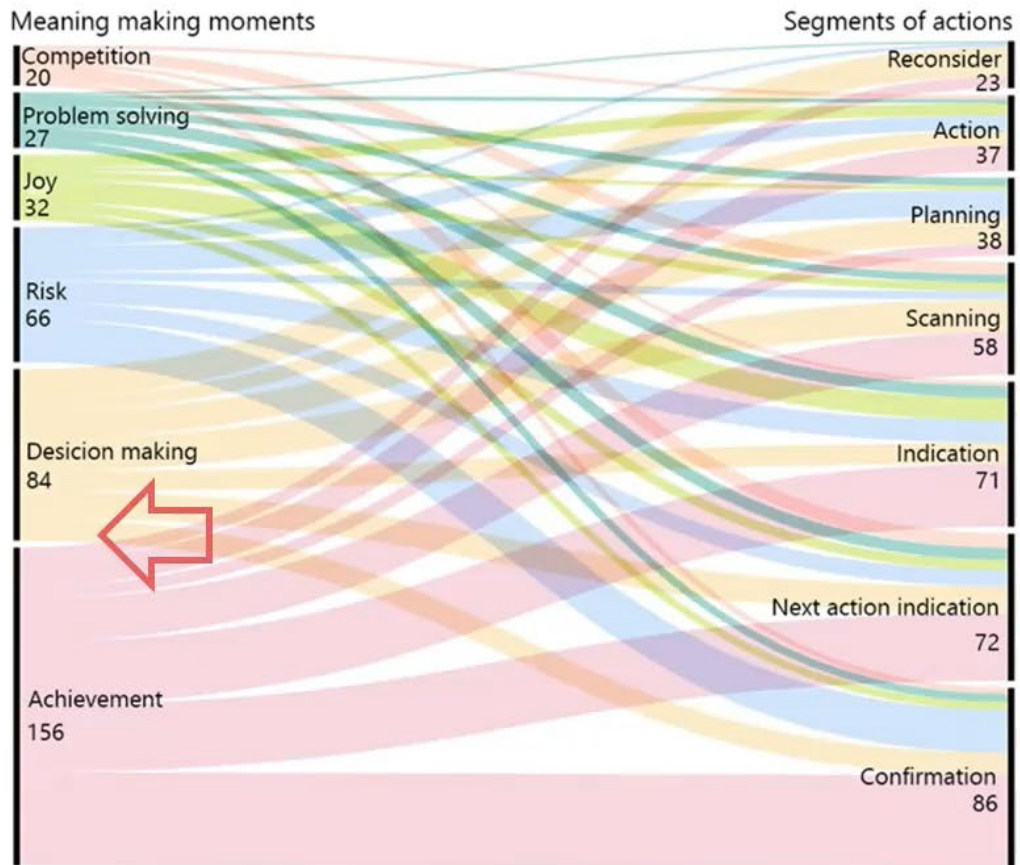 Meaning making moments
Segments of actions
Competition
20
Problem solving
27
Joy
32
Risk
66
Desicion making
84
Achievement
156
Reconsider
23
Action
37
Planning
38
Scanning
58
Indication
71
Next action indication
72
Confirmation
86